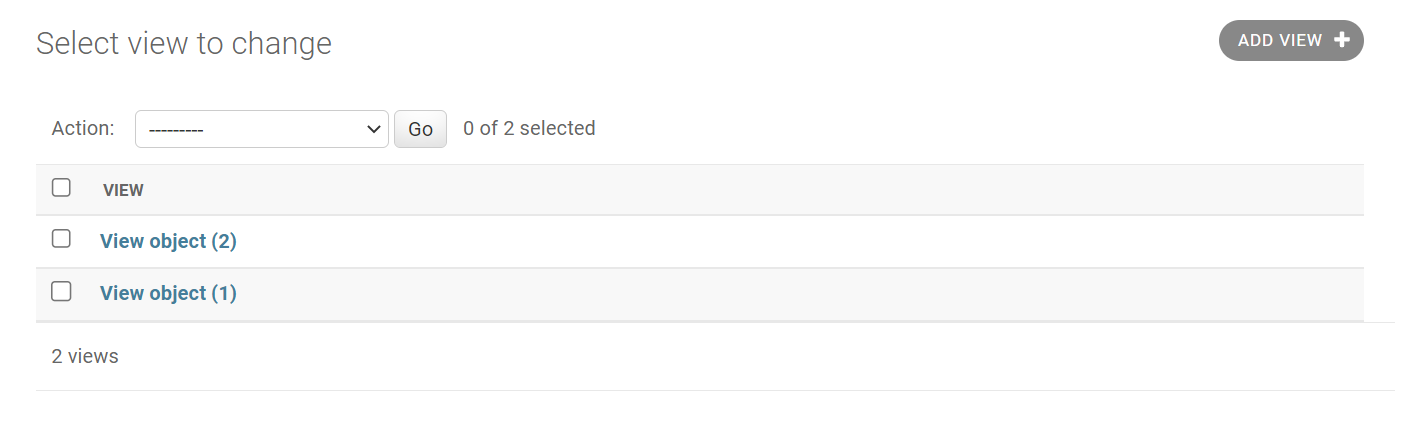 Select view to change
ADD VIEW
Action: --------- Go 0 of 2 selected
VIEW
View object (2)
View object (1)
2 views